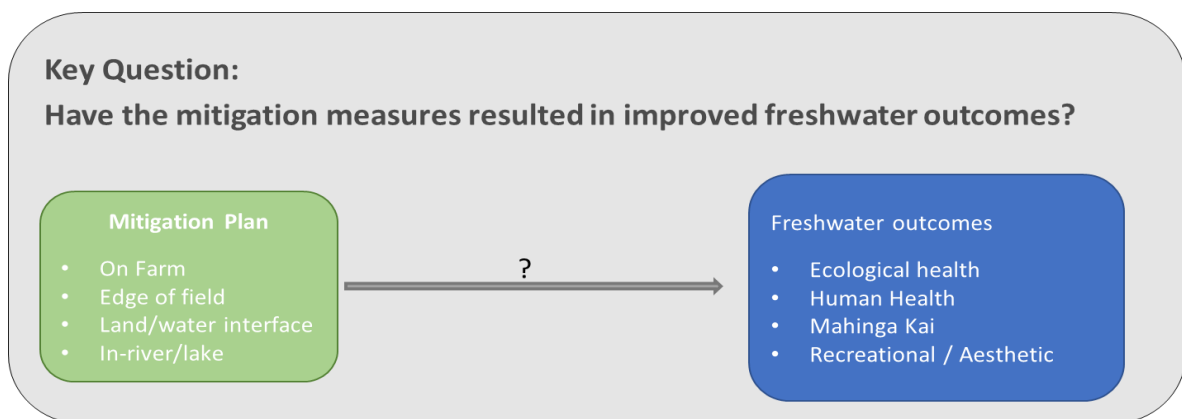 Key Question:
Have the mitigation measures resulted in improved freshwater outcomes?
Mitigation Plan
• On Farm
• Edge of field
• Land/water interface
• In-river/lake
?
Freshwater outcomes
• Ecological health
• Human Health
• Mahinga Kai
• Recreational / Aesthetic